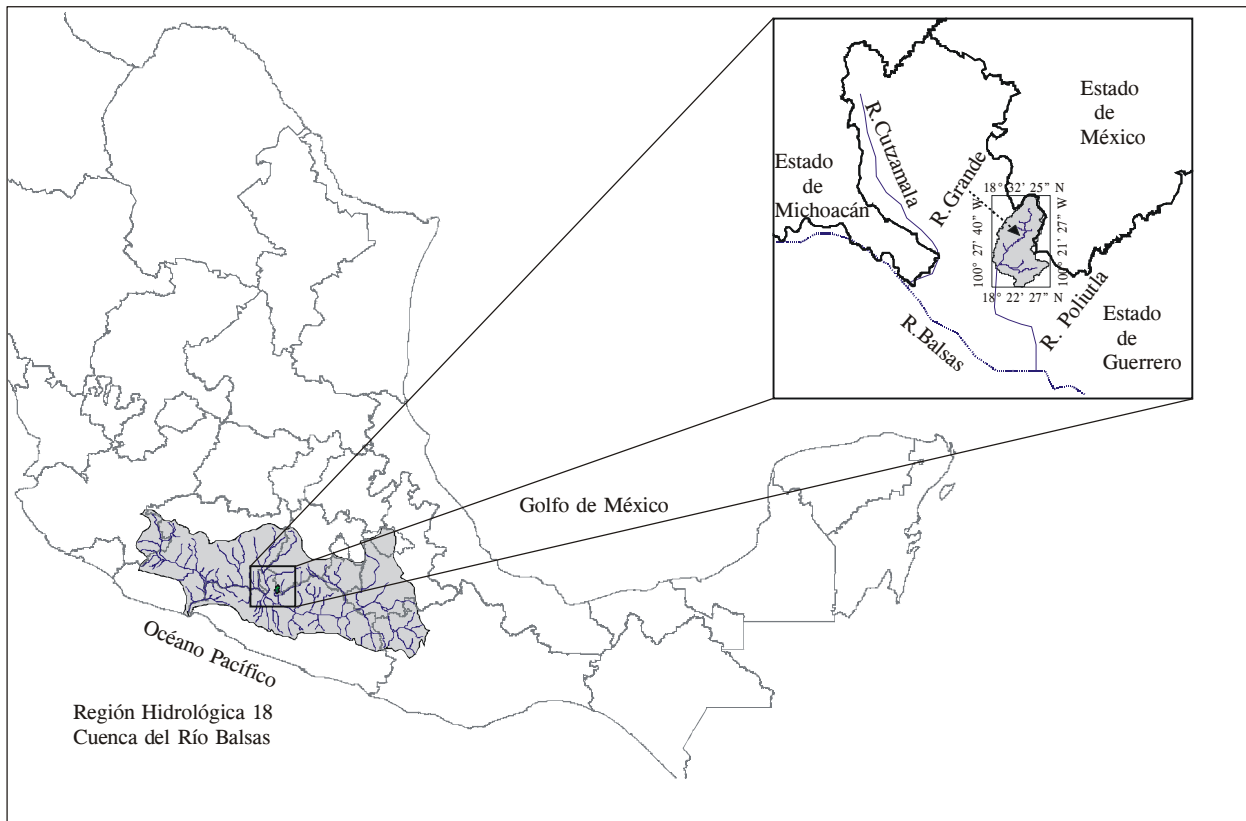 Estado
de
México
R.Cutzamala
Estado
de
Michoacán
R.Grande
18° 32' 25” N
100° 27' 40” W
100° 21' 27” W
18° 22' 27” N
R. Poliutla
Estado
de
Guerrero
R.Balsas
Golfo de México
Océano Pacífico
Región Hidrológica 18
Cuenca del Río Balsas